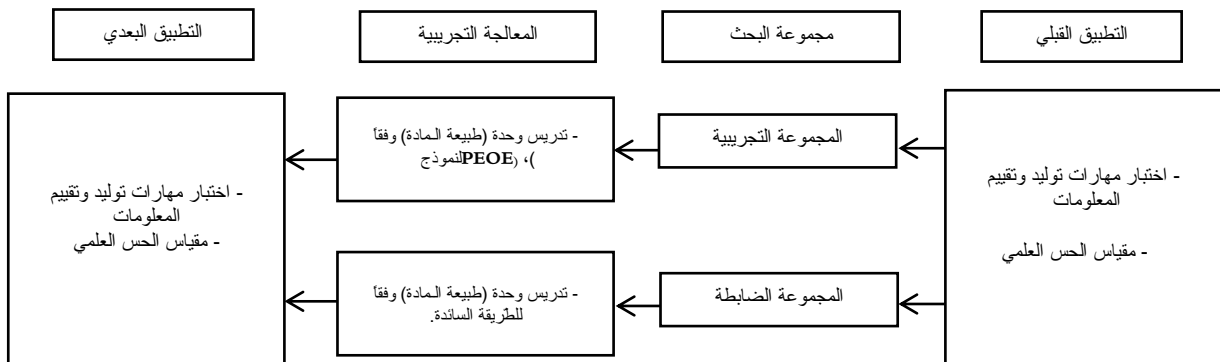 التطبيق القبلي
مجموعة البحث
المعالجة التجريبية
التطبيق البعدي
- اختبار مهارات توليد وتقييم
المعلومات
- مقياس الحس العلمي
المجموعة التجريبية
المجموعة الضابطة
- تدريس وحدة (طبيعة المادة) وفقاً
لنموذج PEOE)، (
- تدريس وحدة (طبيعة المادة) وفقاً
للطريقة السائدة.
- اختبار مهارات توليد وتقييم
المعلومات
- مقياس الحس العلمي